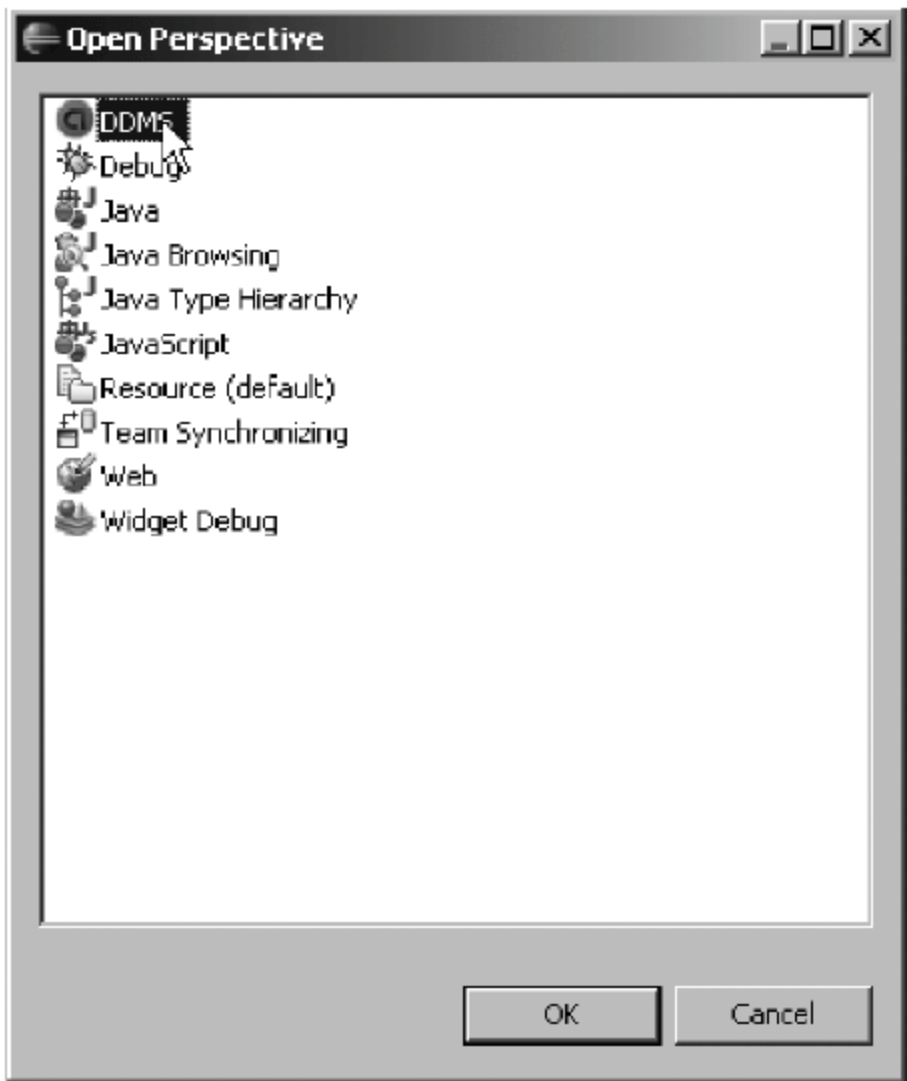 Open Perspective
DDMS
Debug
Java
Java Browsing
Java Type Hierarchy
JavaScript
Resource (default)
Team Synchronizing
Web
Widget Debug
OK Cancel